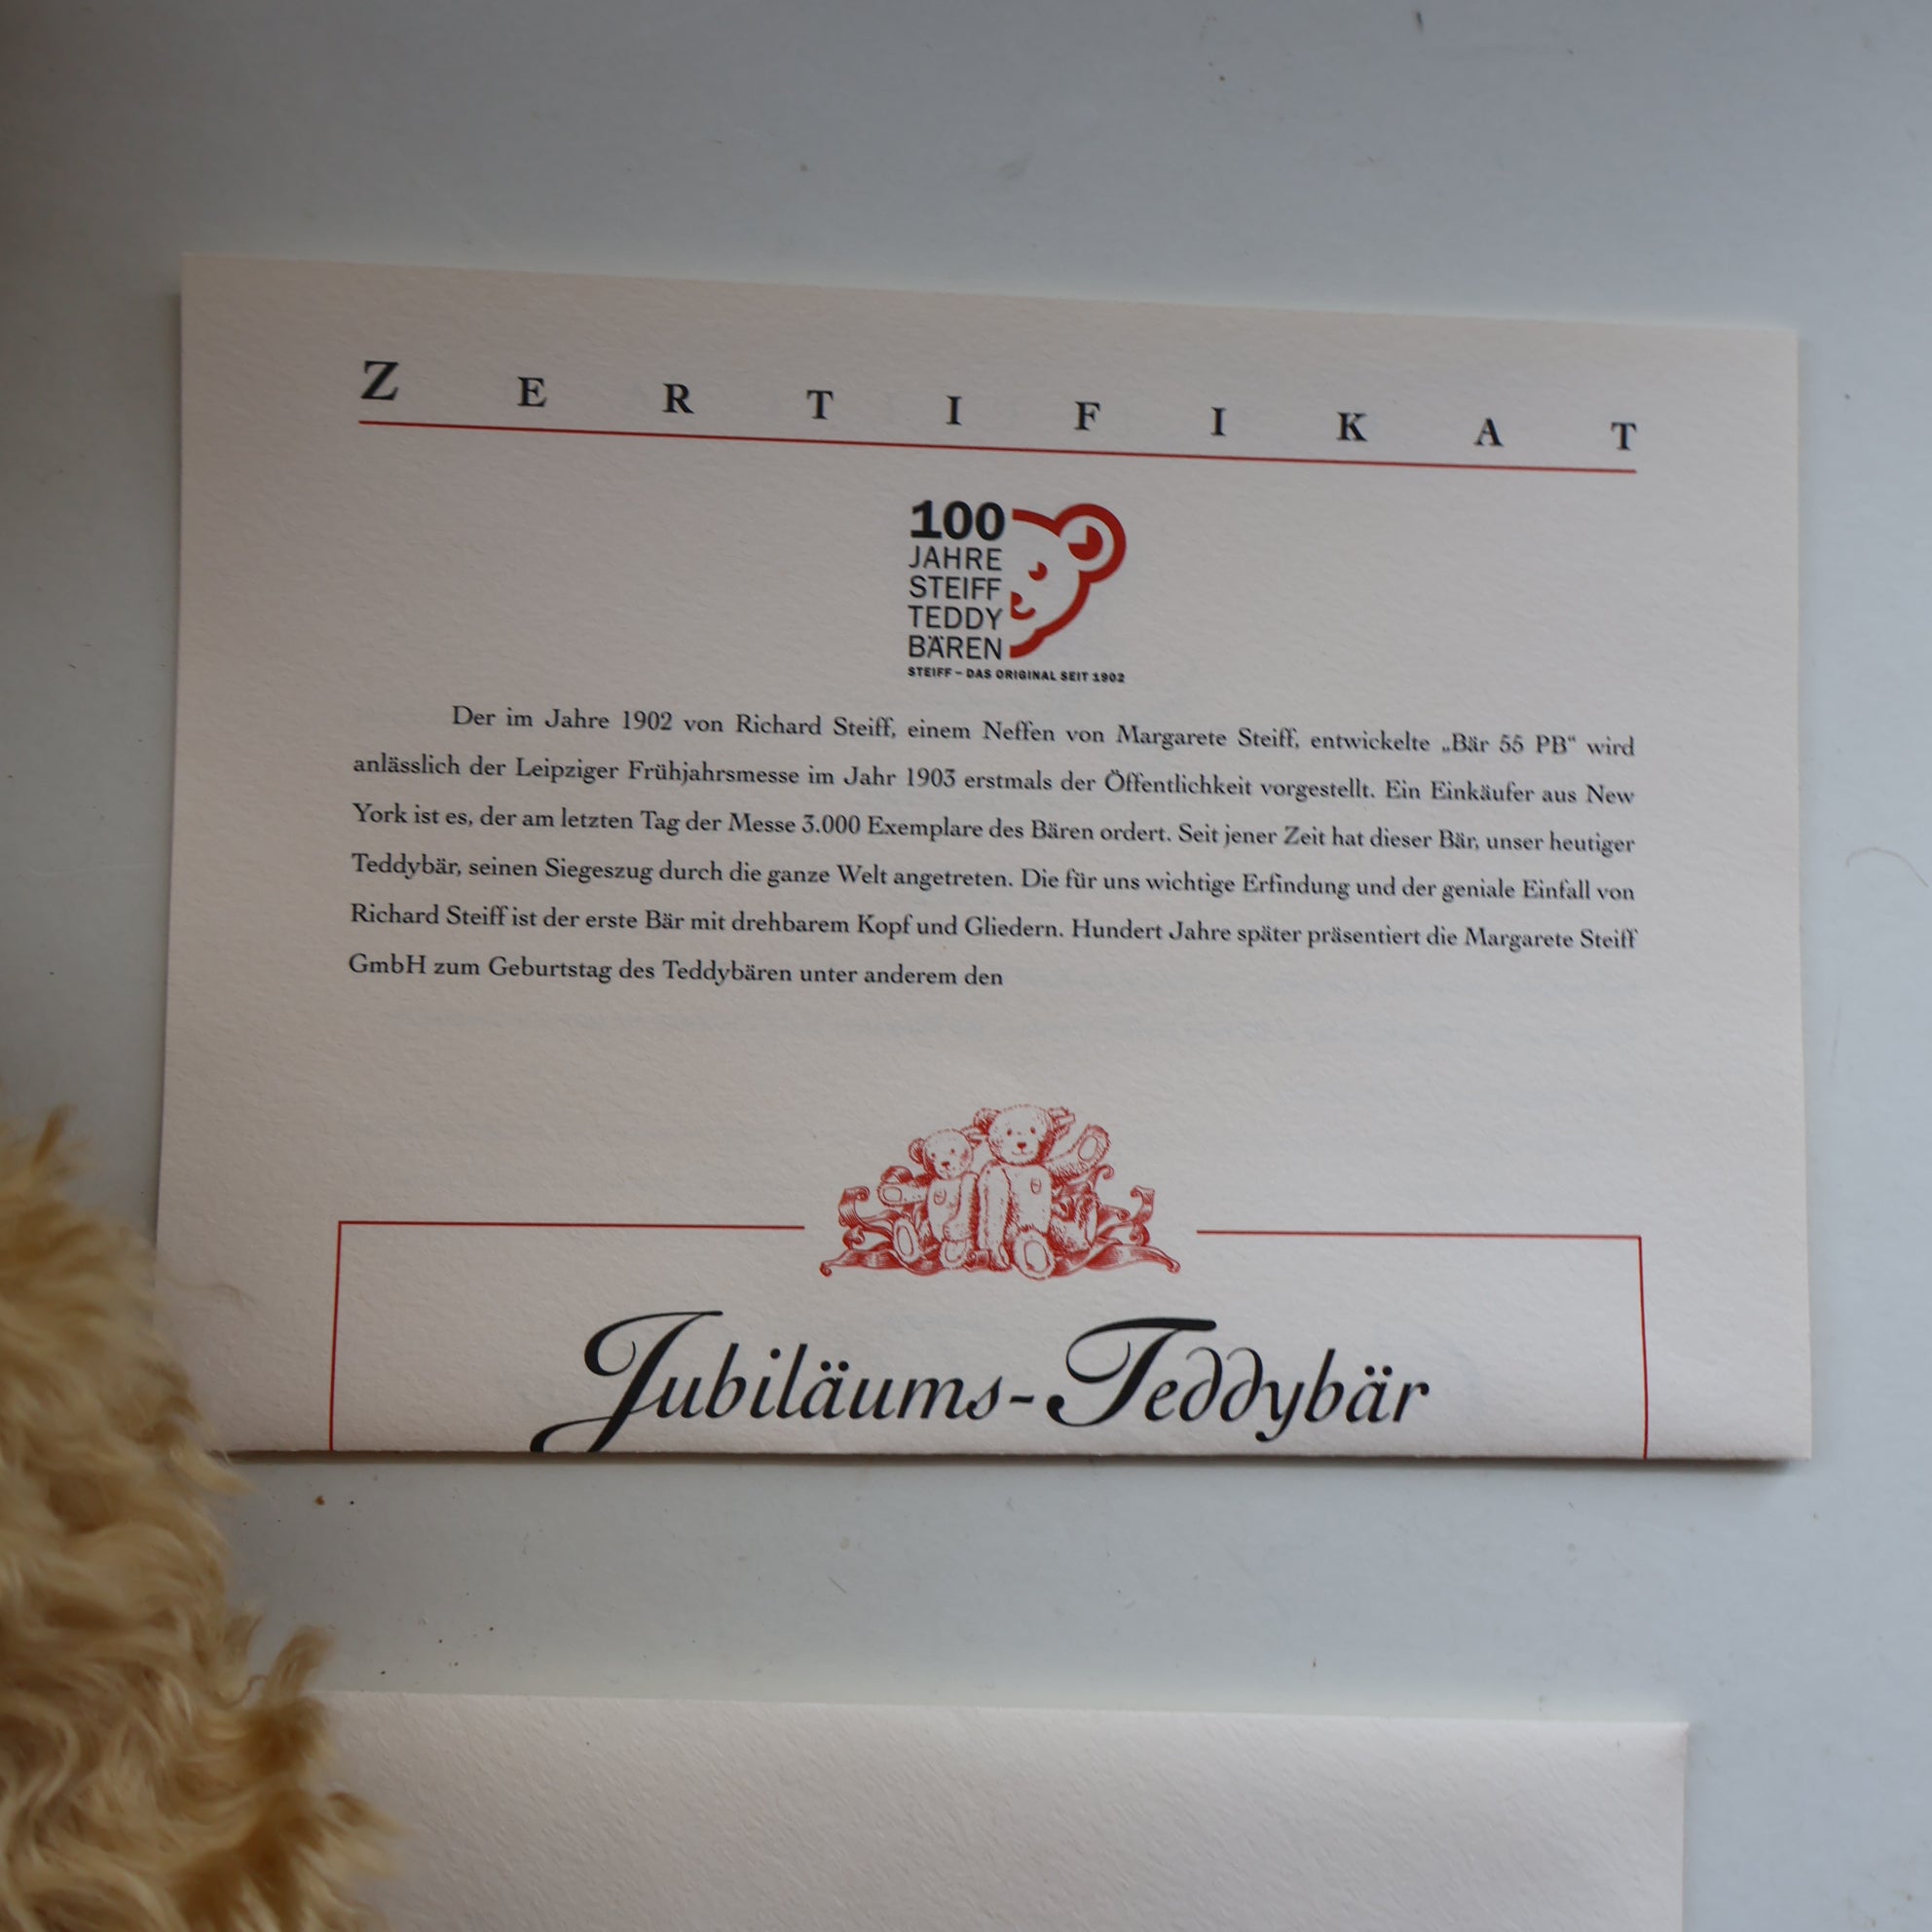 ZERTIFIKAT
100
JAHRE
STEIFF
TEDDY
BÄREN
STEIFF – DAS ORIGINAL SEIT 1902
Der im Jahre 1902 von Richard Steiff, einem Neffen von Margarete Steiff, entwickelte „Bär 55 PB“ wird
anlässlich der Leipziger Frühjahrsmesse im Jahr 1903 erstmals der Öffentlichkeit vorgestellt. Ein Einkäufer aus New
York ist es, der am letzten Tag der Messe 3.000 Exemplare des Bären ordert. Seit jener Zeit hat dieser Bär, unser heutiger
Teddybär, seinen Siegeszug durch die ganze Welt angetreten. Die für uns wichtige Erfindung und der geniale Einfall von
Richard Steiff ist der erste Bär mit drehbarem Kopf und Gliedern. Hundert Jahre später präsentiert die Margarete Steiff
GmbH zum Geburtstag des Teddybären unter anderem den
Jubiläums-Teddybär